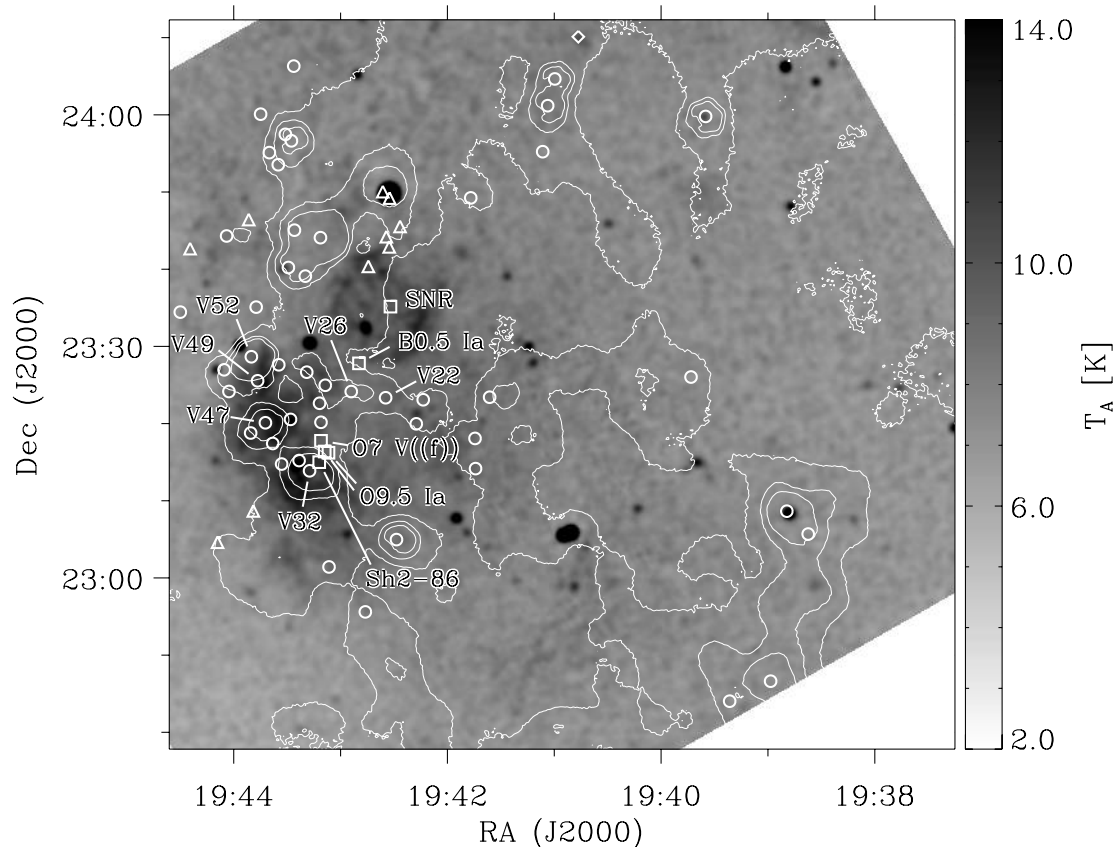 14.0
24:00
10.0
SNR
V52
V26
B0.5 Ia
V49
23:30
V22
T_A [K]
Dec (J2000)
V47
O7 V((f))
6.0
O9.5 Ia
V32
Sh2-86
23:00
2.0
19:44 19:42 19:40 19:38
RA (J2000)